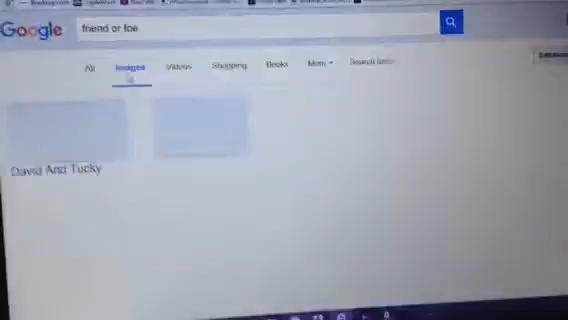 Google friend or foe
All Images Videos Shopping Books More Search tools
David And Tucky